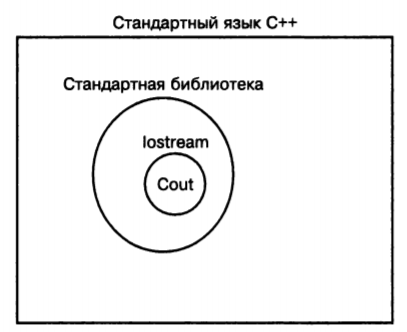 Стандартный язык C++
Стандартная библиотека
Iostream
Cout